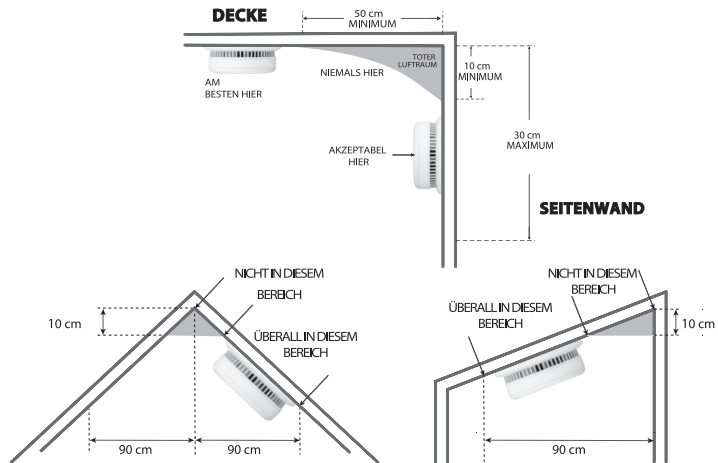 DECKE
50 cm
MINIMUM
TOTER
LUFTRAUM
10 cm
MINIMUM
NIEMALS HIER
AM
BESTEN HIER
30 cm
MAXIMUM
AKZEPTABEL
HIER
SEITENWAND
NICHT IN DIESEM
BEREICH
10 cm
ÜBERALL IN DIESEM
BEREICH
90 cm
90 cm
NICHT IN DIESEM
BEREICH
ÜBERALL IN DIESEM
BEREICH
10 cm
90 cm